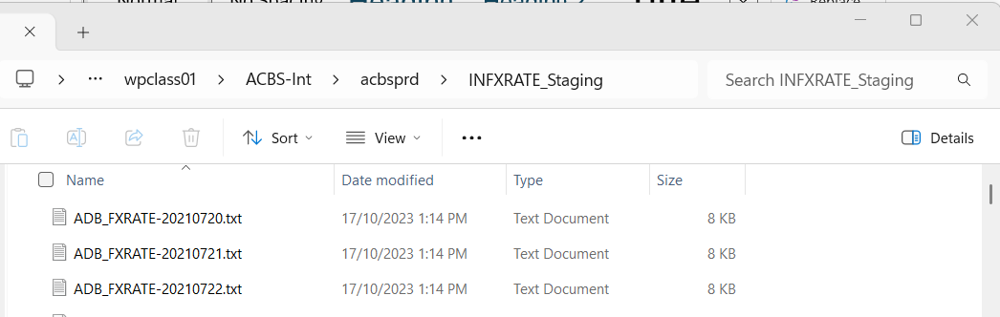 wpclass01 > ACBS-Int > acbsprd > INFXRATE_Staging Search INFXRATE_Staging
Sort View Details
Name Date modified Type Size
ADB_FXRATE-20210720.txt 17/10/2023 1:14 PM Text Document 8 KB
ADB_FXRATE-20210721.txt 17/10/2023 1:14 PM Text Document 8 KB
ADB_FXRATE-20210722.txt 17/10/2023 1:14 PM Text Document 8 KB